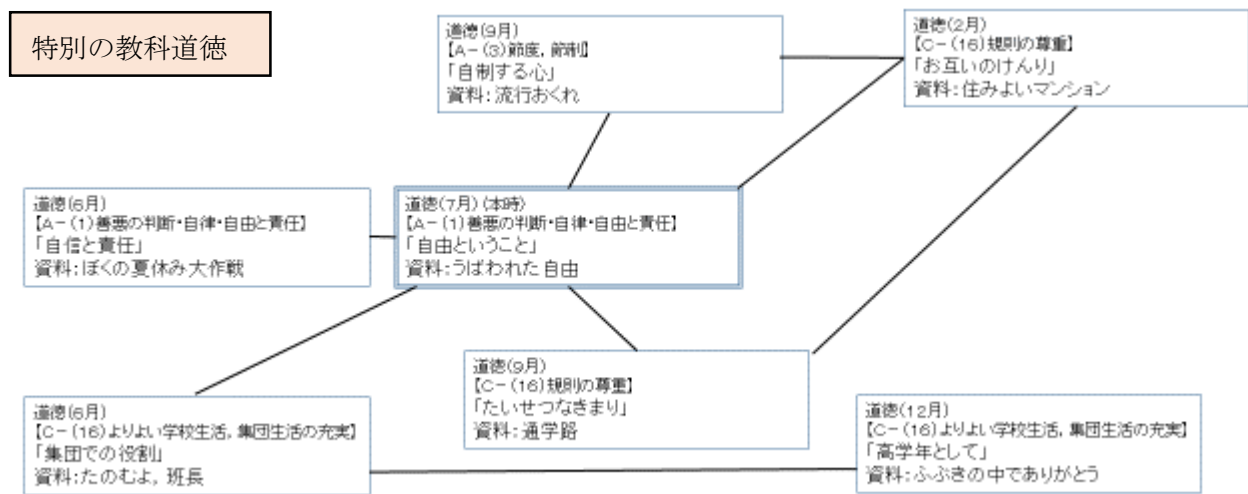 特別の教科道徳
道徳(9月)
【A-(3)節度,節制】
「自制する心」
資料:流行おくれ
道徳(2月)
【C-(16)規則の尊重】
「お互いのけんり」
資料:住みよいマンション
道徳(6月)
【A-(1)善悪の判断・自律・自由と責任】
「自信と責任」
資料:ぼくの夏休み大作戦
道徳(7月)(本時)
【A-(1)善悪の判断・自律・自由と責任】
「自由ということ」
資料:うばわれた自由
道徳(9月)
【C-(16)規則の尊重】
「たいせつなきまり」
資料:通学路
道徳(6月)
【C-(16)よりよい学校生活,集団生活の充実】
「集団での役割」
資料:たのむよ,班長
道徳(12月)
【C-(16)よりよい学校生活,集団生活の充実】
「高学年として」
資料:ふぶきの中でありがとう